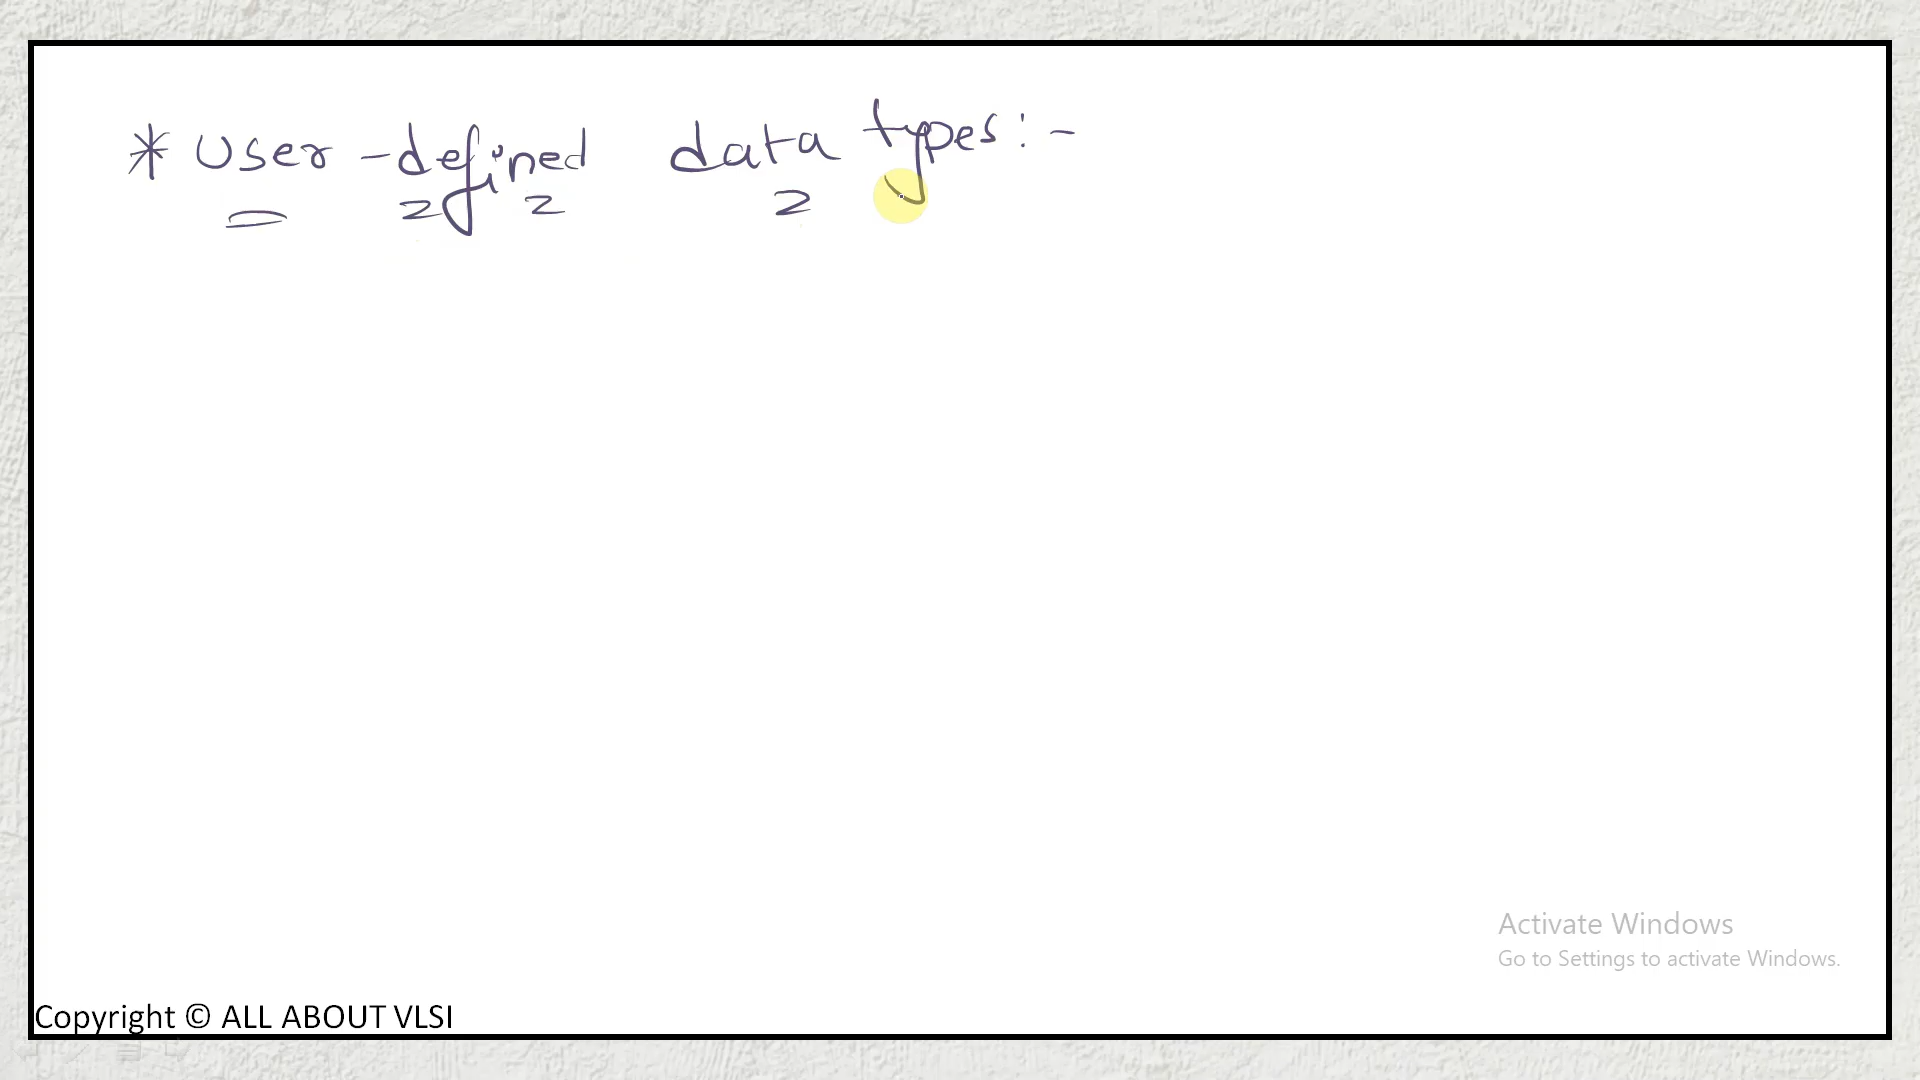 * User-defined data types:-
Activate Windows
Go to Settings to activate Windows.
Copyright © ALL ABOUT VLSI